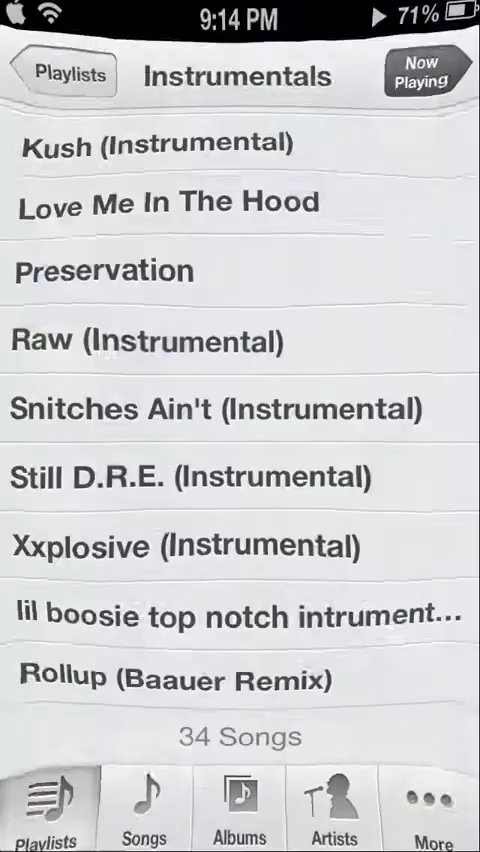 9:14 PM
71%
Playlists
Instrumentals
Now
Playing
Kush (Instrumental)
Love Me In The Hood
Preservation
Raw (Instrumental)
Snitches Ain't (Instrumental)
Still D.R.E. (Instrumental)
Xxplosive (Instrumental)
lil boosie top notch intrument...
Rollup (Baauer Remix)
34 Songs
Playlists
Songs
Albums
Artists
More